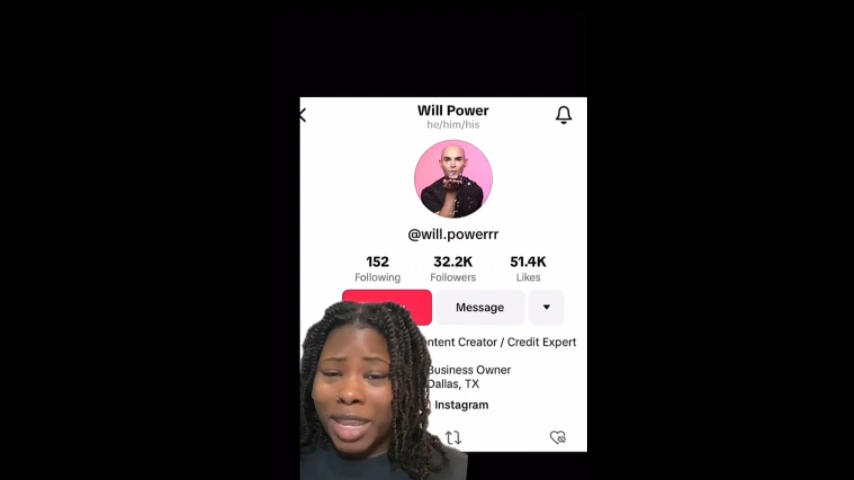 Will Power
he/him/his
@will.powerrr
152 32.2K 51.4K
Following Followers Likes
Message
ntent Creator / Credit Expert
Business Owner
Dallas, TX
Instagram